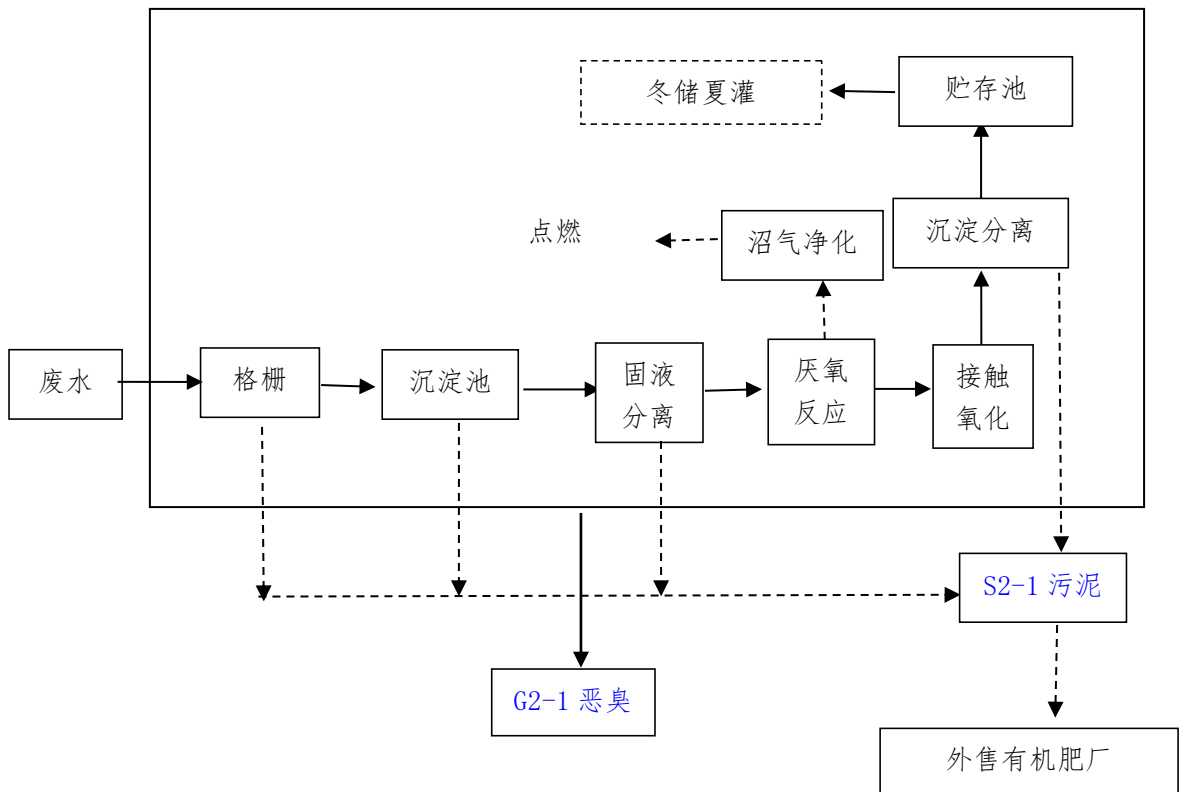 冬储夏灌
贮存池
点燃
沼气净化
沉淀分离
废水
格栅
沉淀池
固液
分离
厌氧
反应
接触
氧化
S2-1 污泥
G2-1 恶臭
外售有机肥厂